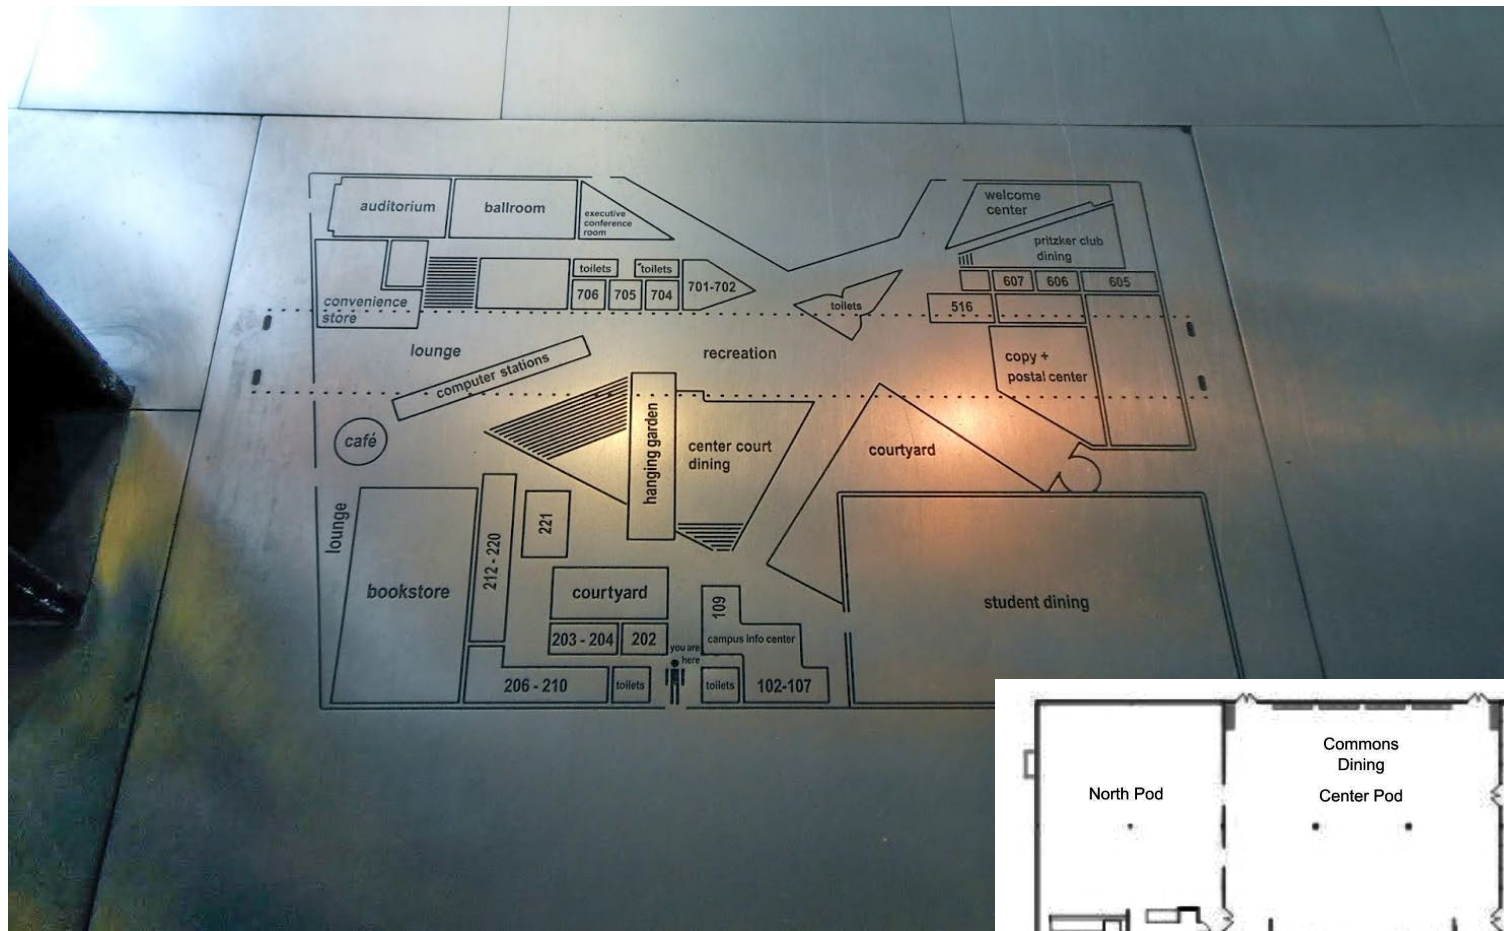 auditorium
ballroom
executive
conference
room
welcome
center
pritzker club
dining
toilets
toilets
706
705
704
701-702
toilets
607
606
605
516
convenience
store
lounge
computer stations
recreation
copy +
postal center
café
hanging garden
center court
dining
courtyard
lounge
bookstore
212 - 220
221
courtyard
203 - 204
202
you are
here
109
campus info center
student dining
206 - 210
toilets
toilets
102-107
Commons
Dining
North Pod
Center Pod